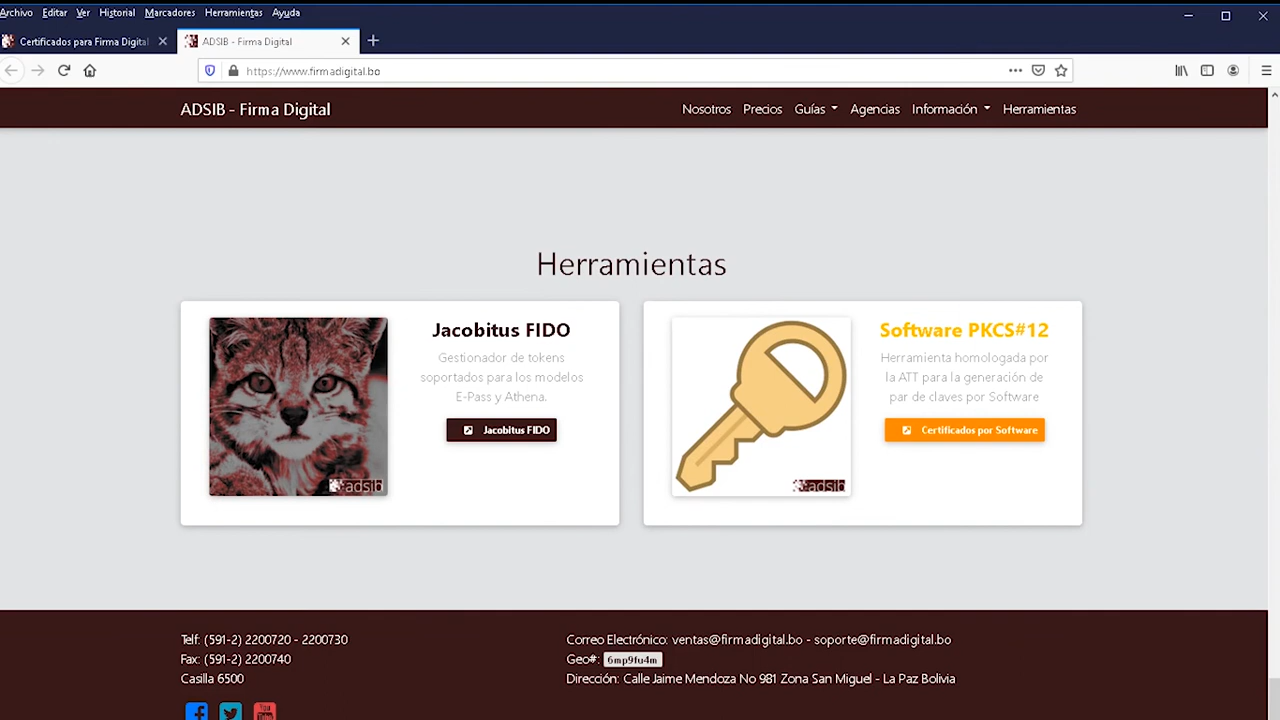 Archivo Editar Ver Historial Marcadores Herramientas Ayuda
Certificados para Firma Digital
ADSIB - Firma Digital
https://www.firmadigital.bo
ADSIB - Firma Digital
Nosotros Precios Guías Agencias Información Herramientas
Herramientas
Jacobitus FIDO
Gestionador de tokens
soportados para los modelos
E-Pass y Athena.
Jacobitus FIDO
adsib
Software PKCS#12
Herramienta homologada por
la ATT para la generación de
par de claves por Software
Certificados por Software
adsib
Telf: (591-2) 2200720 - 2200730
Fax: (591-2) 2200740
Casilla 6500
Correo Electrónico: ventas@firmadigital.bo - soporte@firmadigital.bo
Geo#: 6mp9fu4m
Dirección: Calle Jaime Mendoza No 981 Zona San Miguel - La Paz Bolivia
You